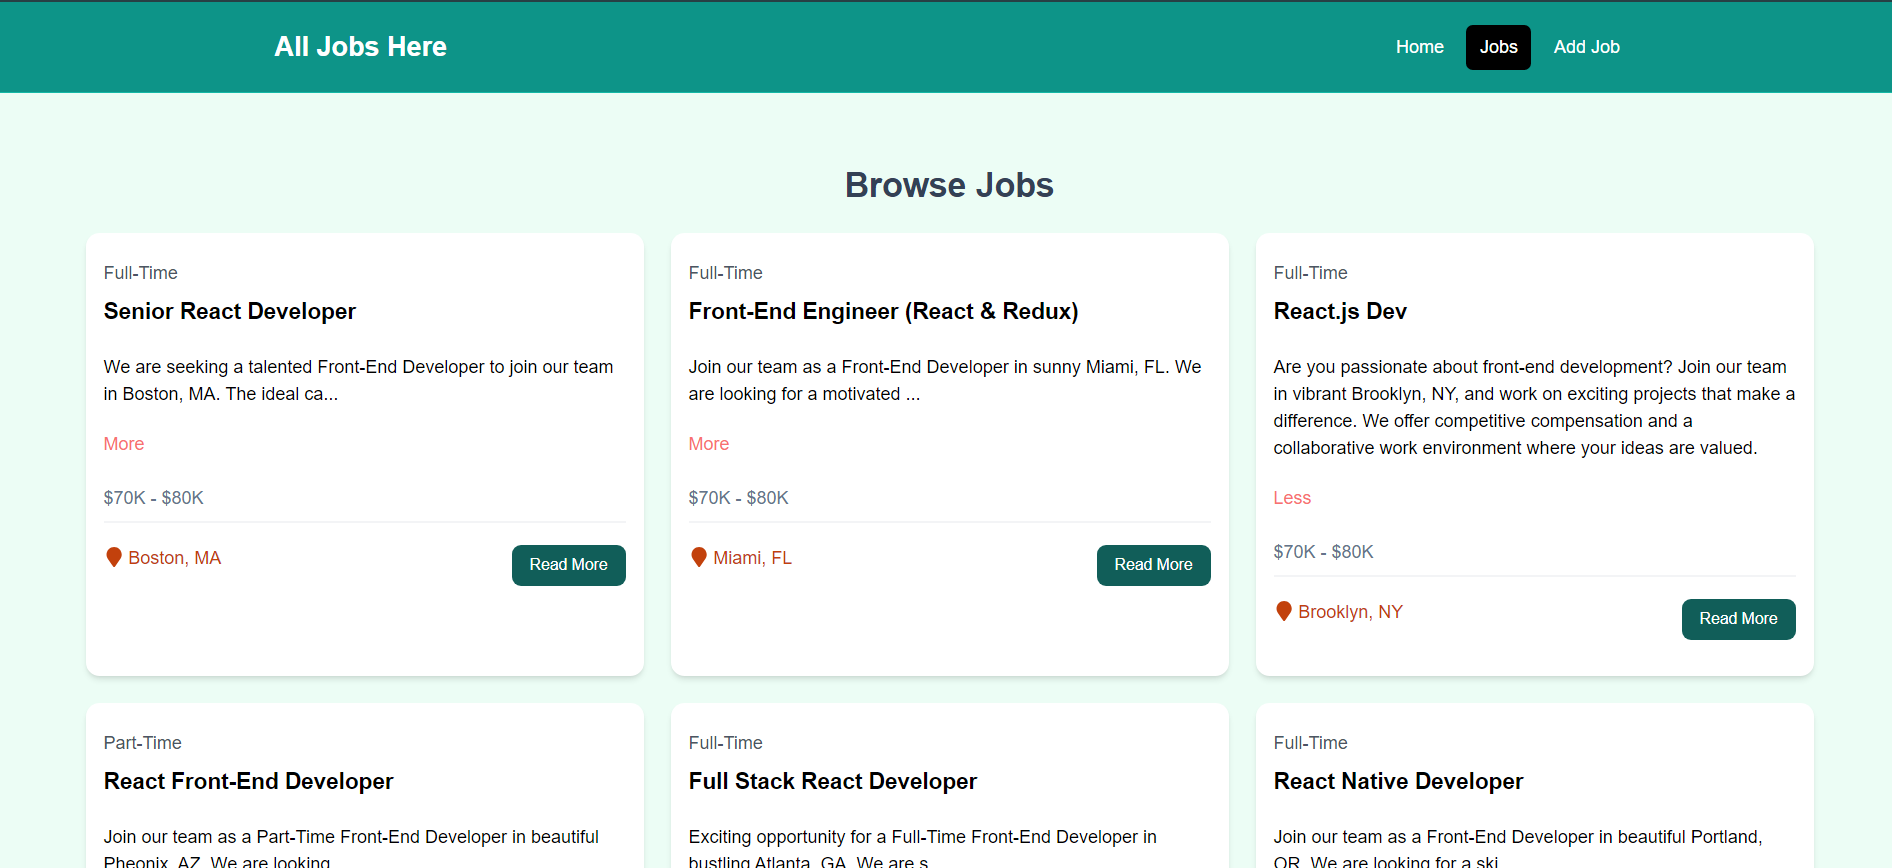 All Jobs Here
Home
Jobs
Add Job
Browse Jobs
Full-Time
Senior React Developer
We are seeking a talented Front-End Developer to join our team
in Boston, MA. The ideal ca...
More
$70K - $80K
Boston, MA
Read More
Full-Time
Front-End Engineer (React & Redux)
Join our team as a Front-End Developer in sunny Miami, FL. We
are looking for a motivated ...
More
$70K - $80K
Miami, FL
Read More
Full-Time
React.js Dev
Are you passionate about front-end development? Join our team
in vibrant Brooklyn, NY, and work on exciting projects that make a
difference. We offer competitive compensation and a
collaborative work environment where your ideas are valued.
Less
$70K - $80K
Brooklyn, NY
Read More
Part-Time
React Front-End Developer
Join our team as a Part-Time Front-End Developer in beautiful
Pheonix, AZ. We are looking
Full-Time
Full Stack React Developer
Exciting opportunity for a Full-Time Front-End Developer in
bustling Atlanta, GA. We are s
Full-Time
React Native Developer
Join our team as a Front-End Developer in beautiful Portland,
OR. We are looking for a ski